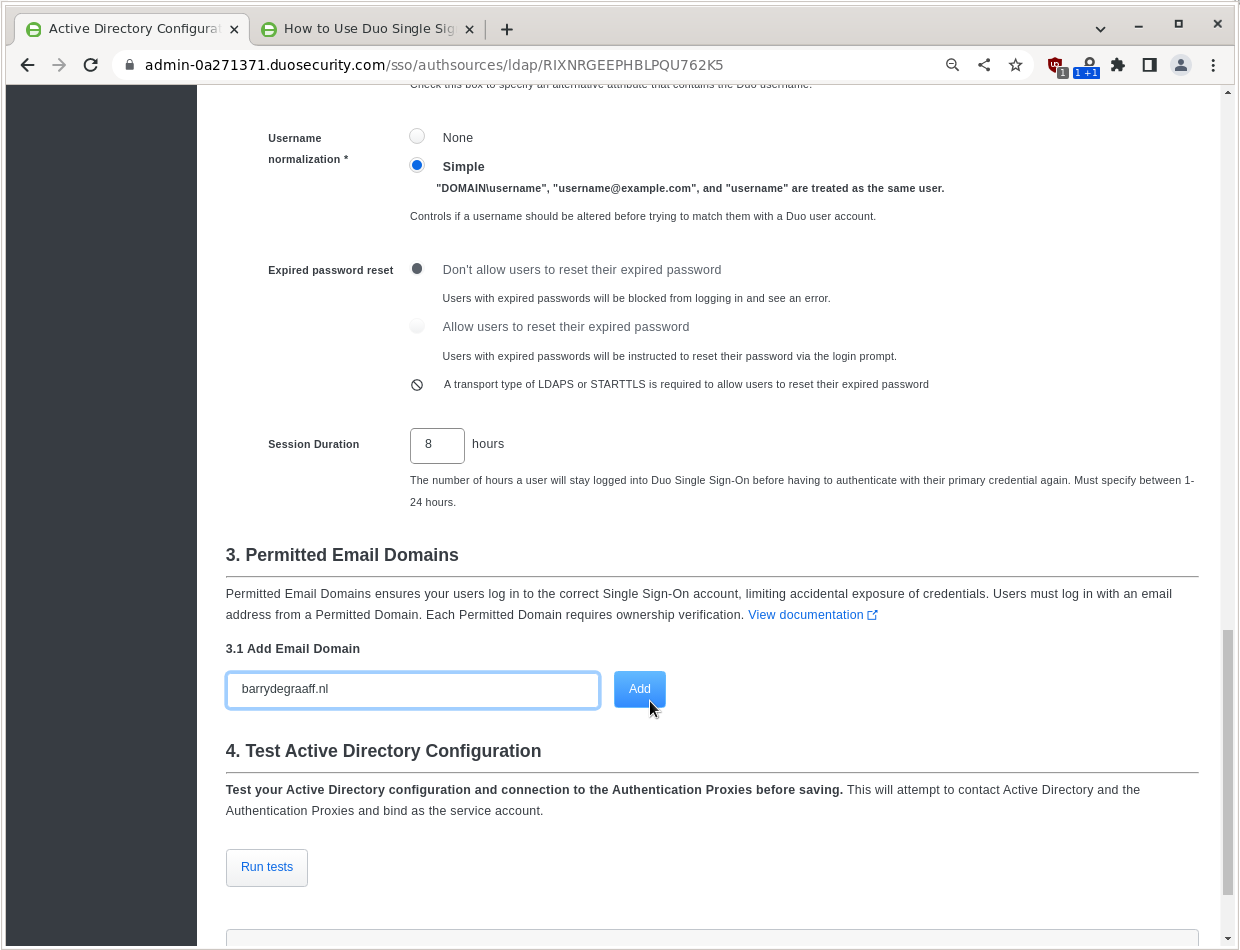 Active Directory Configurat
How to Use Duo Single Sig
admin-0a271371.duosecurity.com/sso/authsources/ldap/RIXNRGEEPHBLPQU762K5
1
1 +1
Check this box to specify an alternative attribute that contains the Duo username.
Username
normalization *
None
Simple
"DOMAIN\username", "username@example.com", and "username" are treated as the same user.
Controls if a username should be altered before trying to match them with a Duo user account.
Expired password reset
Don't allow users to reset their expired password
Users with expired passwords will be blocked from logging in and see an error.
Allow users to reset their expired password
Users with expired passwords will be instructed to reset their password via the login prompt.
A transport type of LDAPS or STARTTLS is required to allow users to reset their expired password
Session Duration
8 hours
The number of hours a user will stay logged into Duo Single Sign-On before having to authenticate with their primary credential again. Must specify between 1-
24 hours.
3. Permitted Email Domains
Permitted Email Domains ensures your users log in to the correct Single Sign-On account, limiting accidental exposure of credentials. Users must log in with an email
address from a Permitted Domain. Each Permitted Domain requires ownership verification. View documentation
3.1 Add Email Domain
barrydegraaff.nl
Add
4. Test Active Directory Configuration
Test your Active Directory configuration and connection to the Authentication Proxies before saving. This will attempt to contact Active Directory and the
Authentication Proxies and bind as the service account.
Run tests